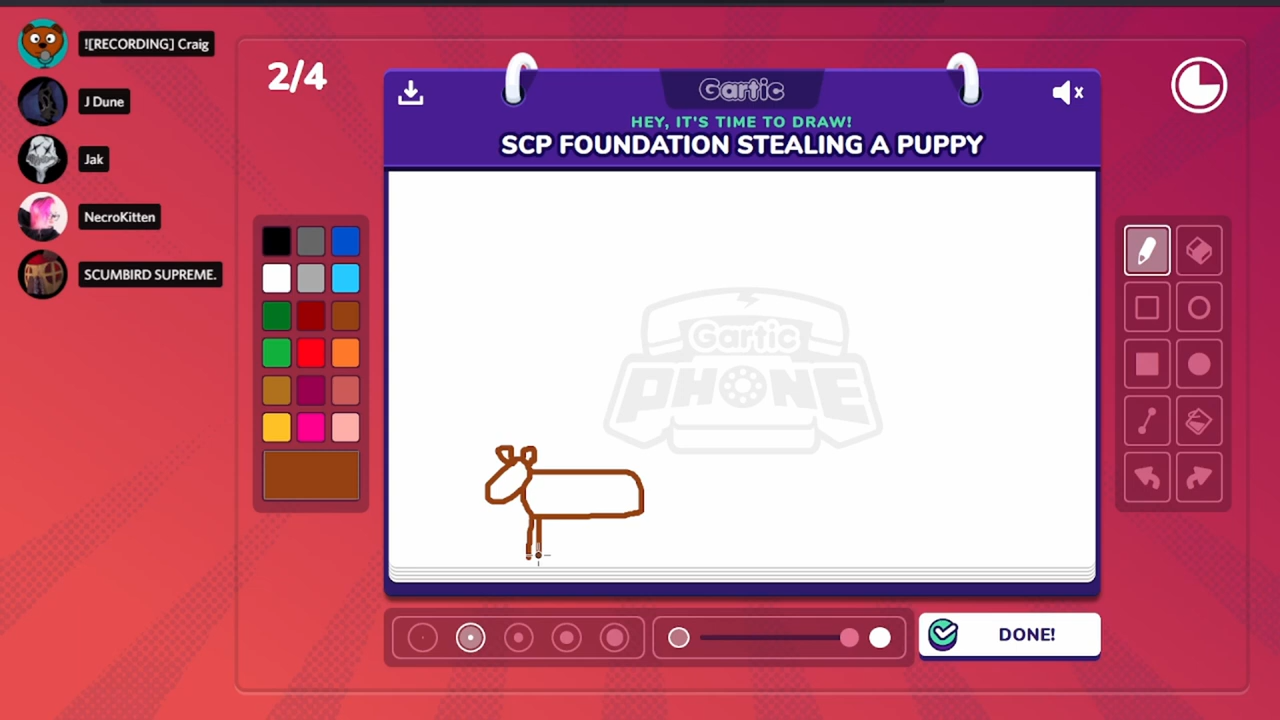 ![RECORDING] Craig
J Dune
Jak
NecroKitten
SCUMBIRD SUPREME.
2/4
Gartic
HEY, IT'S TIME TO DRAW!
SCP FOUNDATION STEALING A PUPPY
Gartic
PHONE
DONE!